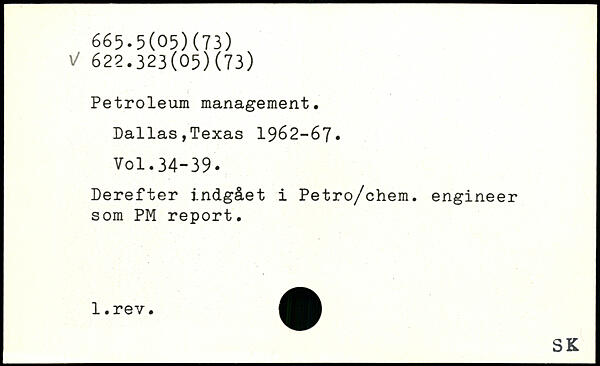 665.5(05)(73)
√ 622.323(05)(73)
Petroleum management.
Dallas,Texas 1962-67.
Vol.34-39.
Derefter indgået i Petro/chem. engineer
som PM report.
1.rev.
SK